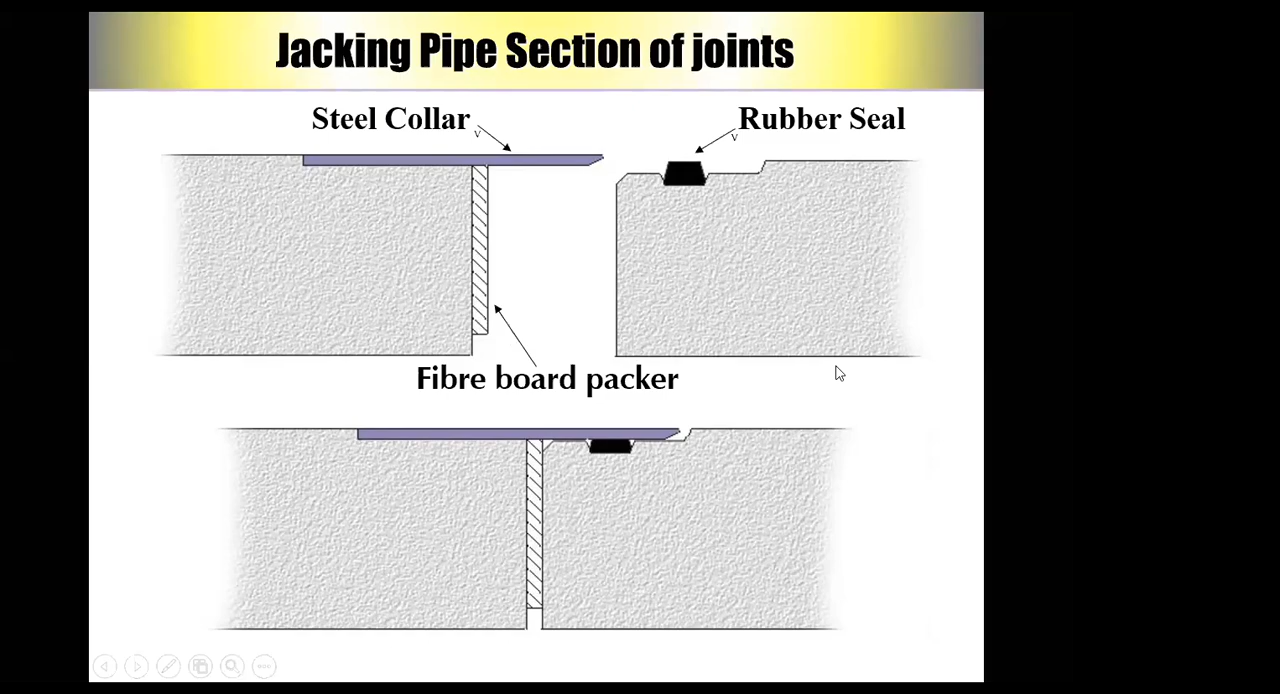 Jacking Pipe Section of joints
Steel Collar
v
Rubber Seal
v
Fibre board packer